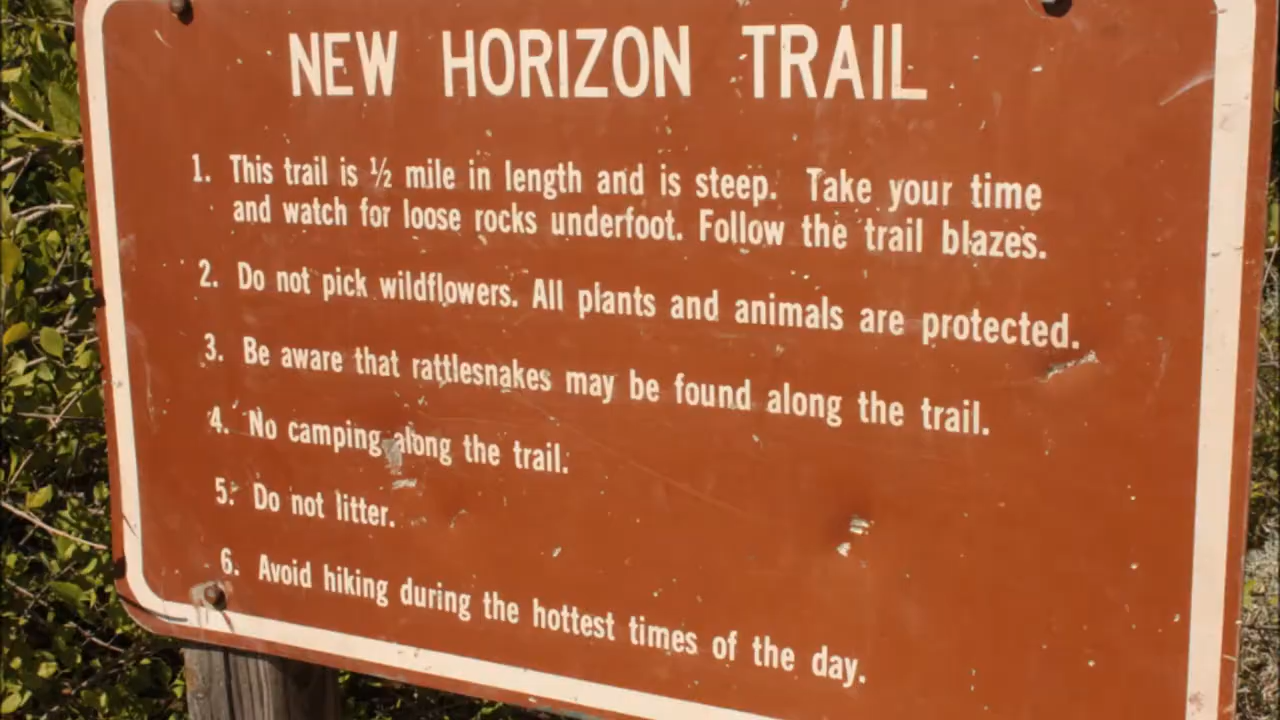 NEW HORIZON TRAIL
1. This trail is ½ mile in length and is steep. Take your time
and watch for loose rocks underfoot. Follow the trail blazes.
2. Do not pick wildflowers. All plants and animals are protected.
3. Be aware that rattlesnakes may be found along the trail.
4. No camping along the trail.
5. Do not litter.
6. Avoid hiking during the hottest times of the day.